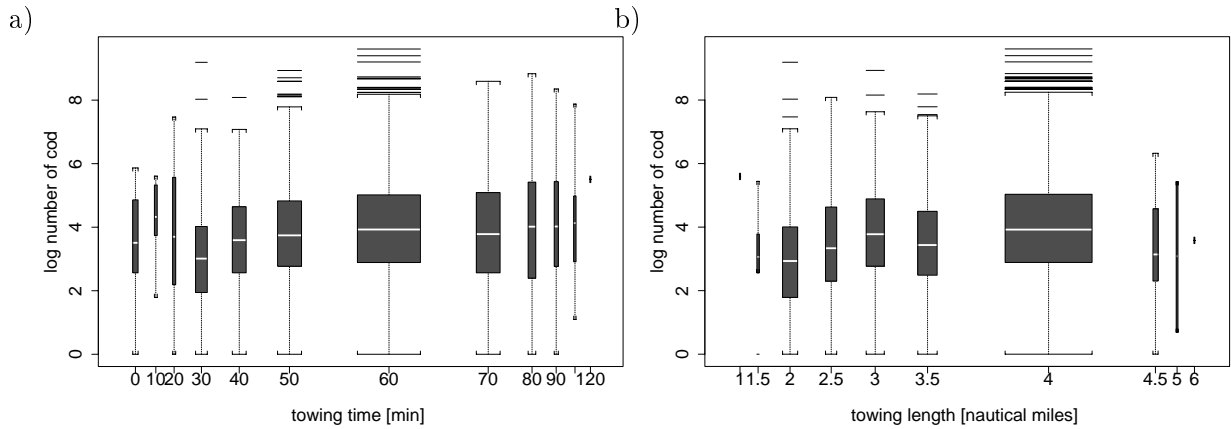 a)
log number of cod
8
6
4
2
0
0 10 20 30 40 50 60 70 80 90 120
towing time [min]
b)
log number of cod
8
6
4
2
0
1 1.5 2 2.5 3 3.5 4 4.5 5 6
towing length [nautical miles]